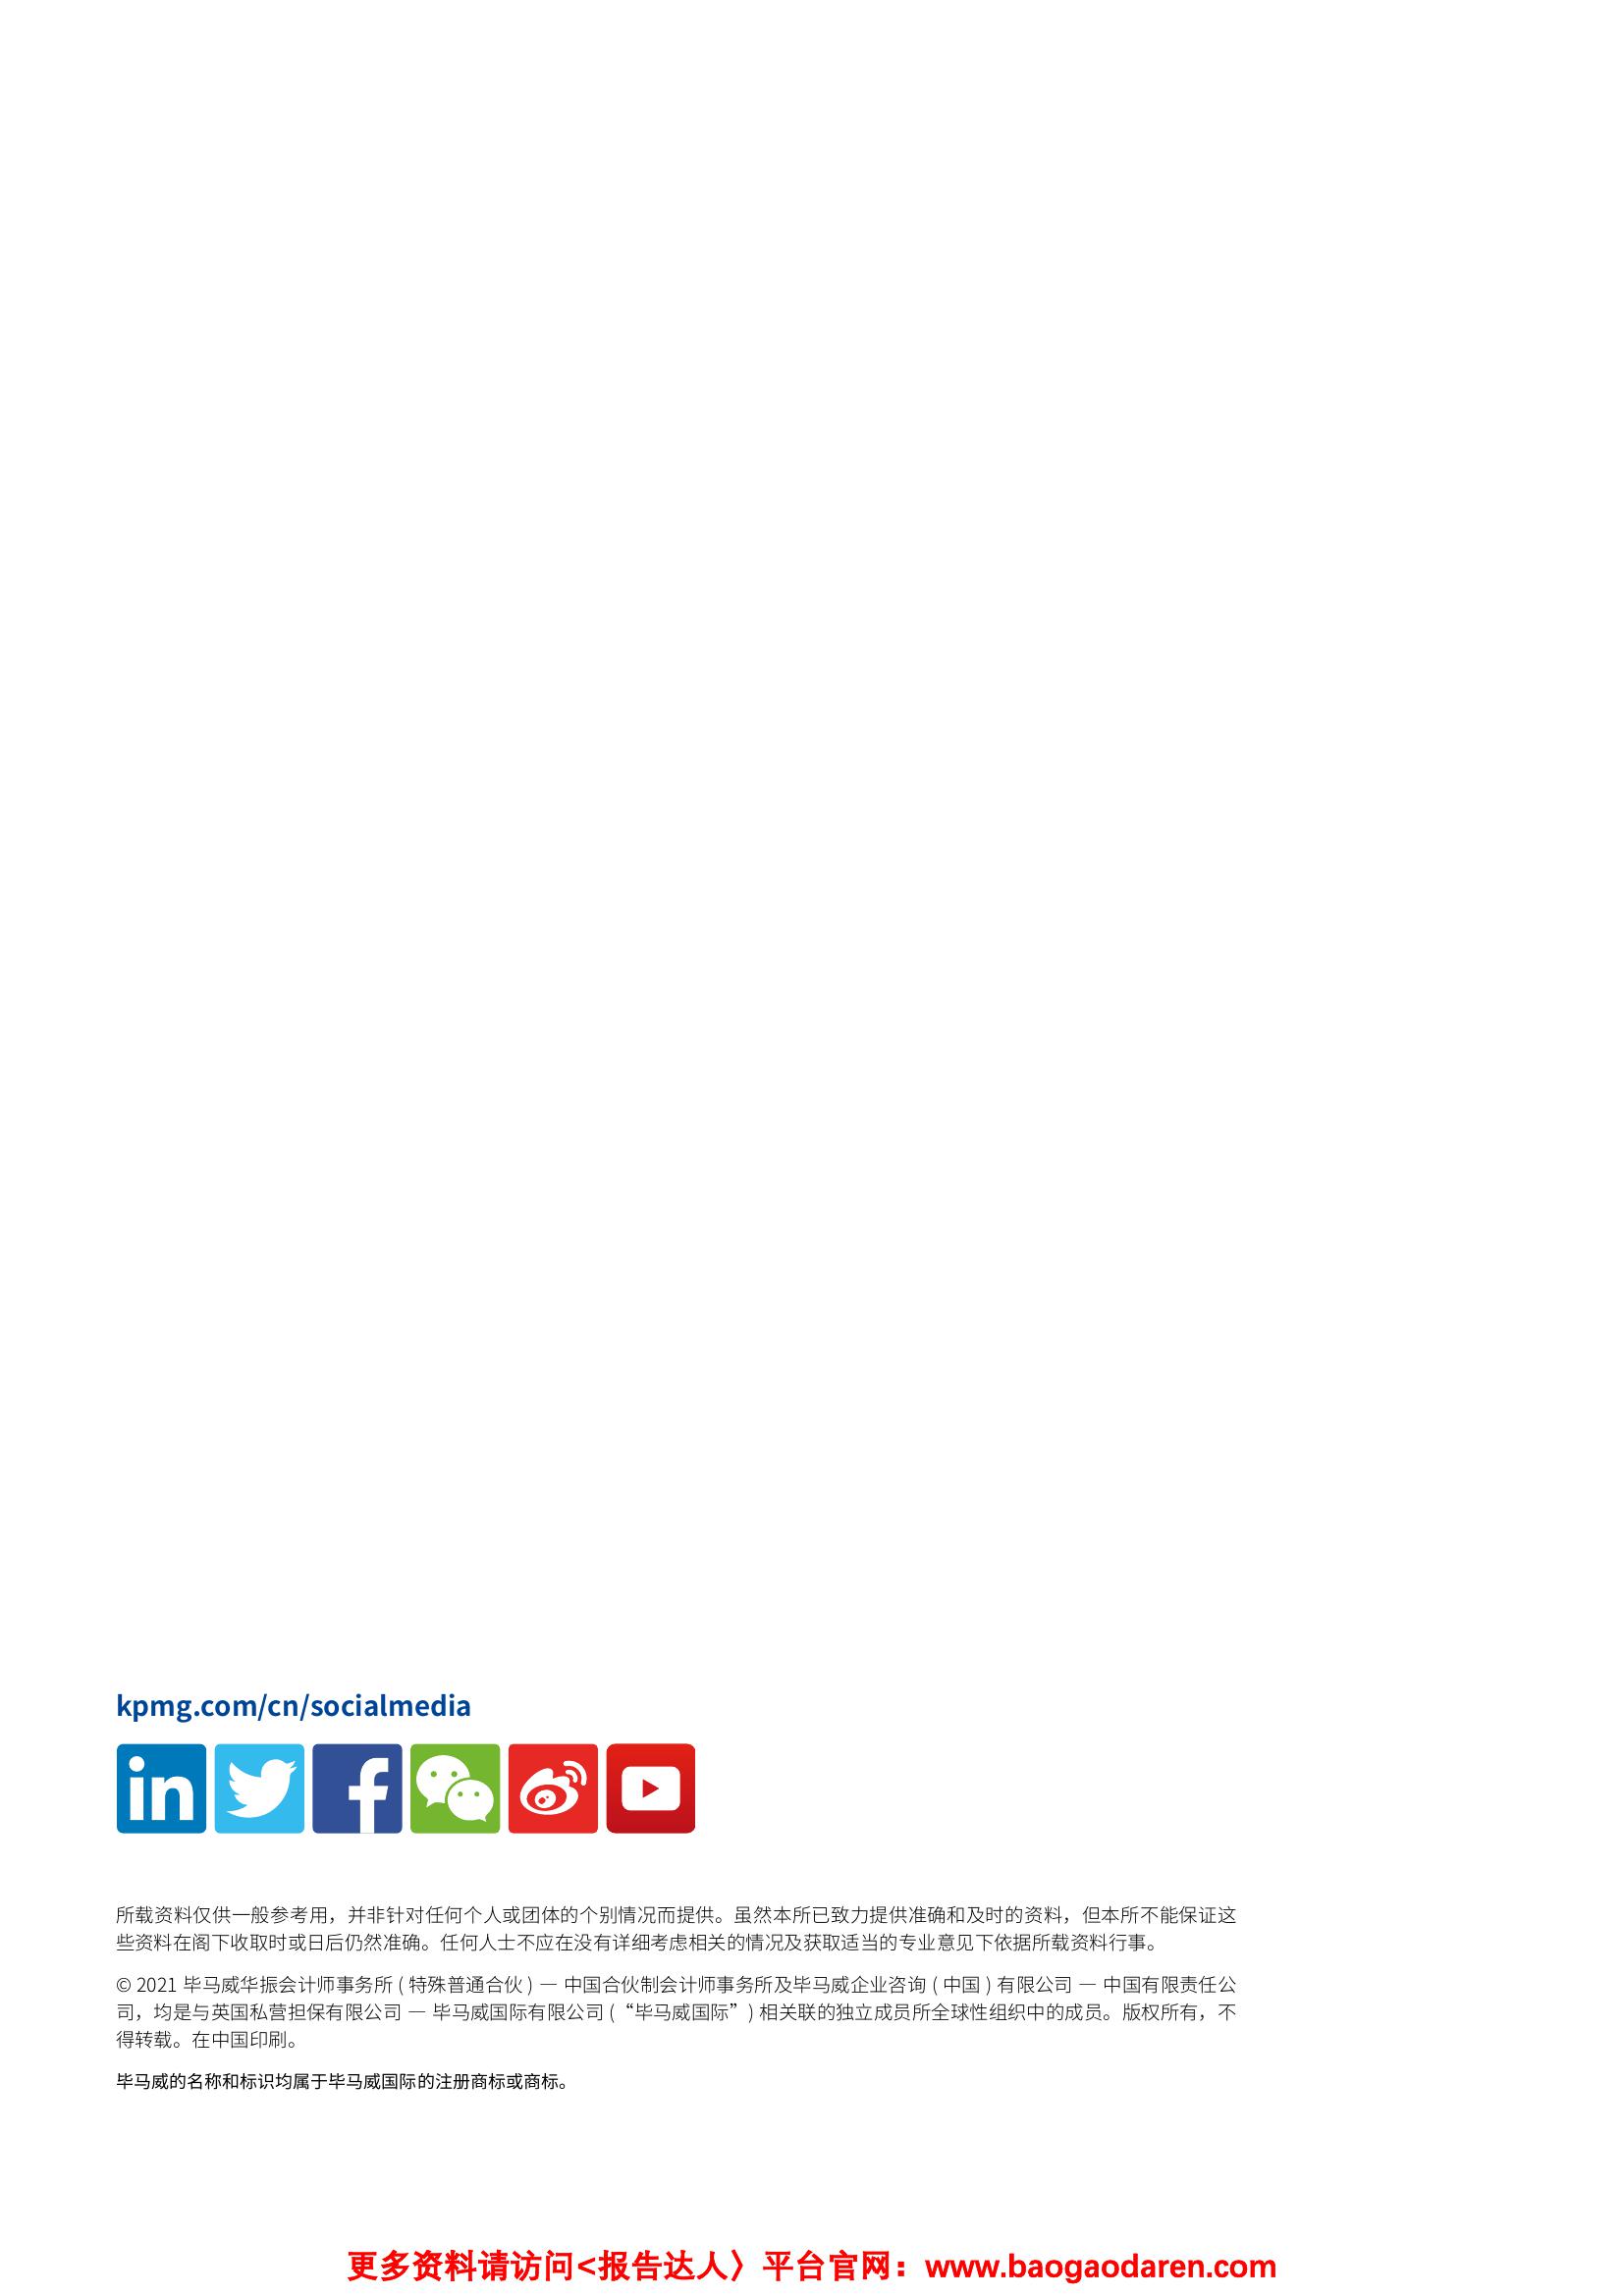 kpmg.com/cn/socialmedia
in
所载资料仅供一般参考用，并非针对任何个人或团体的个别情况而提供。虽然本所已致力提供准确和及时的资料，但本所不能保证这
些资料在阁下收取时或日后仍然准确。任何人士不应在没有详细考虑相关的情况及获取适当的专业意见下依据所载资料行事。
© 2021 毕马威华振会计师事务所 ( 特殊普通合伙 ) — 中国合伙制会计师事务所及毕马威企业咨询 ( 中国 ) 有限公司 — 中国有限责任公
司，均是与英国私营担保有限公司 — 毕马威国际有限公司 (“毕马威国际”) 相关联的独立成员所全球性组织中的成员。版权所有，不
得转载。在中国印刷。
毕马威的名称和标识均属于毕马威国际的注册商标或商标。
更多资料请访问<报告达人〉平台官网：www.baogaodaren.com